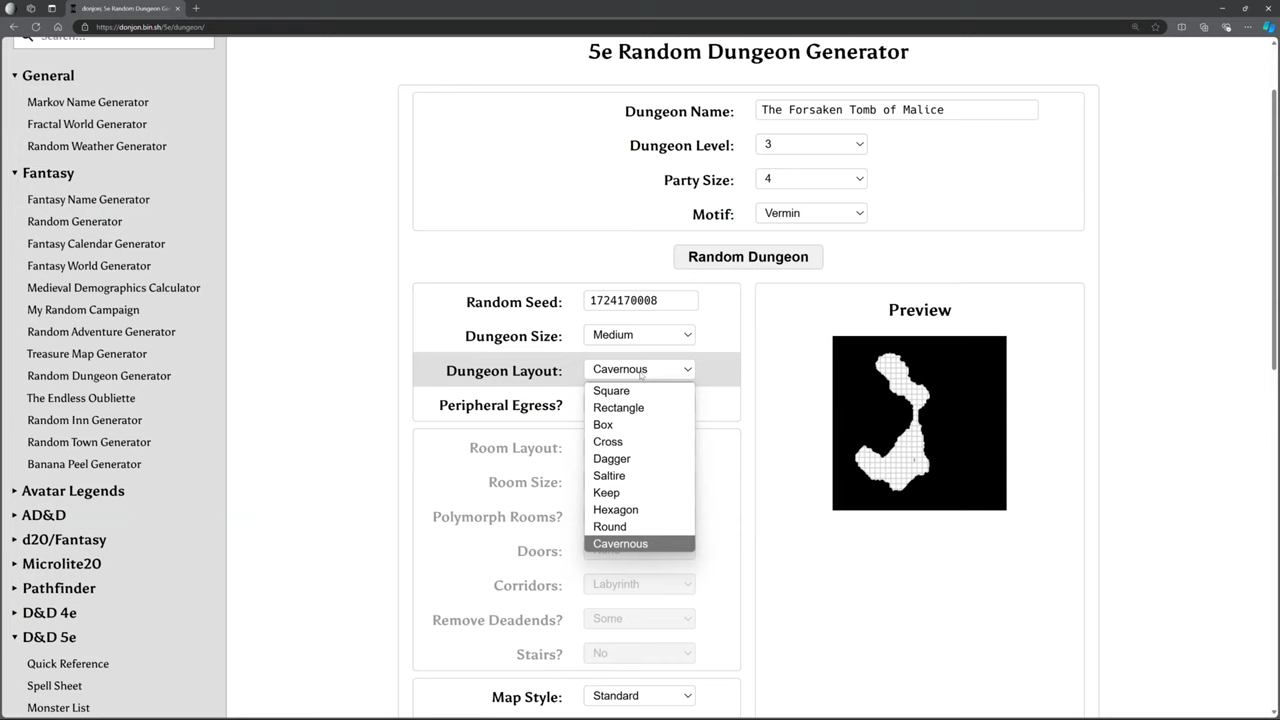 donjon; 5e Random Dungeon Ge
https://donjon.bin.sh/5e/dungeon/
Search...
General
Markov Name Generator
Fractal World Generator
Random Weather Generator
Fantasy
Fantasy Name Generator
Random Generator
Fantasy Calendar Generator
Fantasy World Generator
Medieval Demographics Calculator
My Random Campaign
Random Adventure Generator
Treasure Map Generator
Random Dungeon Generator
The Endless Oubliette
Random Inn Generator
Random Town Generator
Banana Peel Generator
Avatar Legends
AD&D
d20/Fantasy
Microlite20
Pathfinder
D&D 4e
D&D 5e
Quick Reference
Spell Sheet
Monster List
5e Random Dungeon Generator
Dungeon Name: The Forsaken Tomb of Malice
Dungeon Level: 3
Party Size: 4
Motif: Vermin
Random Dungeon
Random Seed: 1724170008
Dungeon Size: Medium
Dungeon Layout: Cavernous
Square
Rectangle
Box
Cross
Dagger
Saltire
Keep
Hexagon
Round
Cavernous
Peripheral Egress?
Room Layout:
Room Size:
Polymorph Rooms?
Doors:
Corridors: Labyrinth
Remove Deadends? Some
Stairs? No
Map Style: Standard
Preview